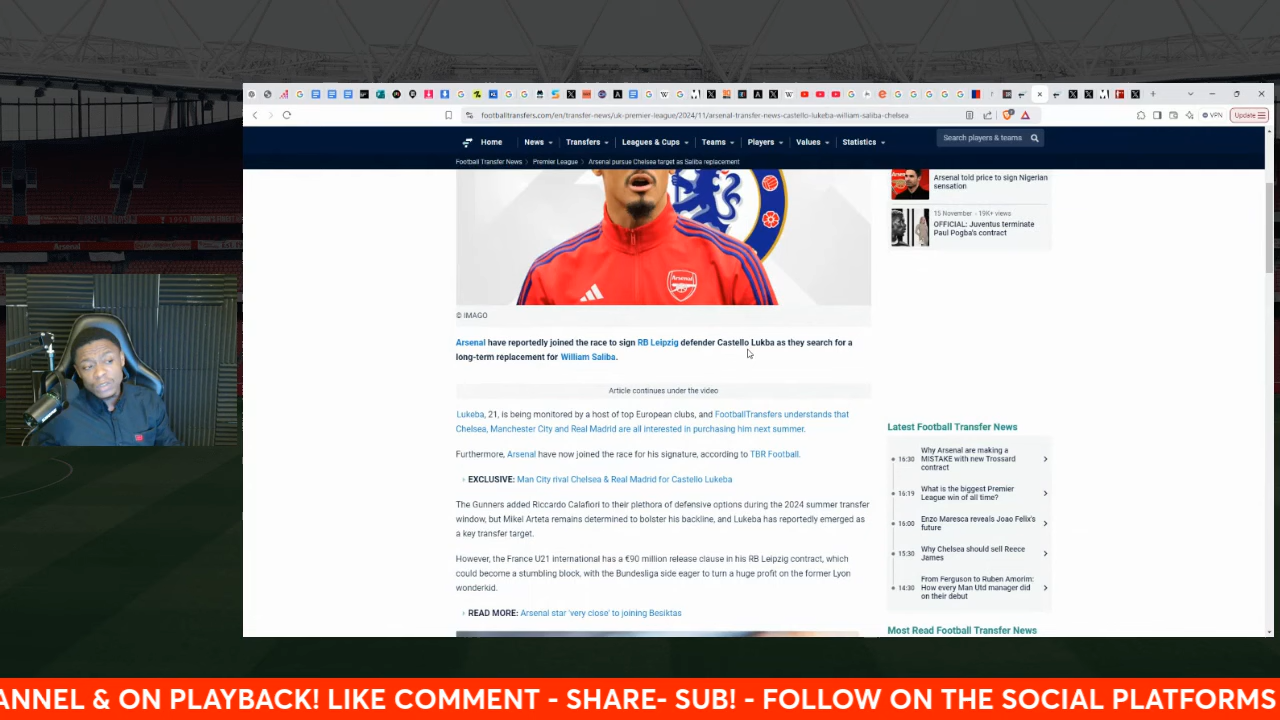 footballtransfers.com/en/transfer-news/uk-premier-league/2024/11/arsenal-transfer-news-castello-lukeba-william-saliba-chelsea
VPN
Update
Home
News
Transfers
Leagues & Cups
Teams
Players
Values
Statistics
Search players & teams
Football Transfer News
Premier League
Arsenal pursue Chelsea target as Saliba replacement
Arsenal told price to sign Nigerian
sensation
15 November - 19K+ views
OFFICIAL: Juventus terminate
Paul Pogba's contract
Arsenal
© IMAGO
Arsenal have reportedly joined the race to sign RB Leipzig defender Castello Lukba as they search for a
long-term replacement for William Saliba.
Article continues under the video
Lukeba, 21, is being monitored by a host of top European clubs, and FootballTransfers understands that
Chelsea, Manchester City and Real Madrid are all interested in purchasing him next summer.
Furthermore, Arsenal have now joined the race for his signature, according to TBR Football.
EXCLUSIVE: Man City rival Chelsea & Real Madrid for Castello Lukeba
The Gunners added Riccardo Calafiori to their plethora of defensive options during the 2024 summer transfer
window, but Mikel Arteta remains determined to bolster his backline, and Lukeba has reportedly emerged as
a key transfer target.
However, the France U21 international has a €90 million release clause in his RB Leipzig contract, which
could become a stumbling block, with the Bundesliga side eager to turn a huge profit on the former Lyon
wonderkid.
READ MORE: Arsenal star 'very close' to joining Besiktas
Latest Football Transfer News
16:30
Why Arsenal are making a
MISTAKE with new Trossard
contract
16:19
What is the biggest Premier
League win of all time?
16:00
Enzo Maresca reveals Joao Felix's
future
15:30
Why Chelsea should sell Reece
James
14:30
From Ferguson to Ruben Amorim:
How every Man Utd manager did
on their debut
Most Read Football Transfer News
ANNEL & ON PLAYBACK! LIKE COMMENT - SHARE- SUB! - FOLLOW ON THE SOCIAL PLATFORMS